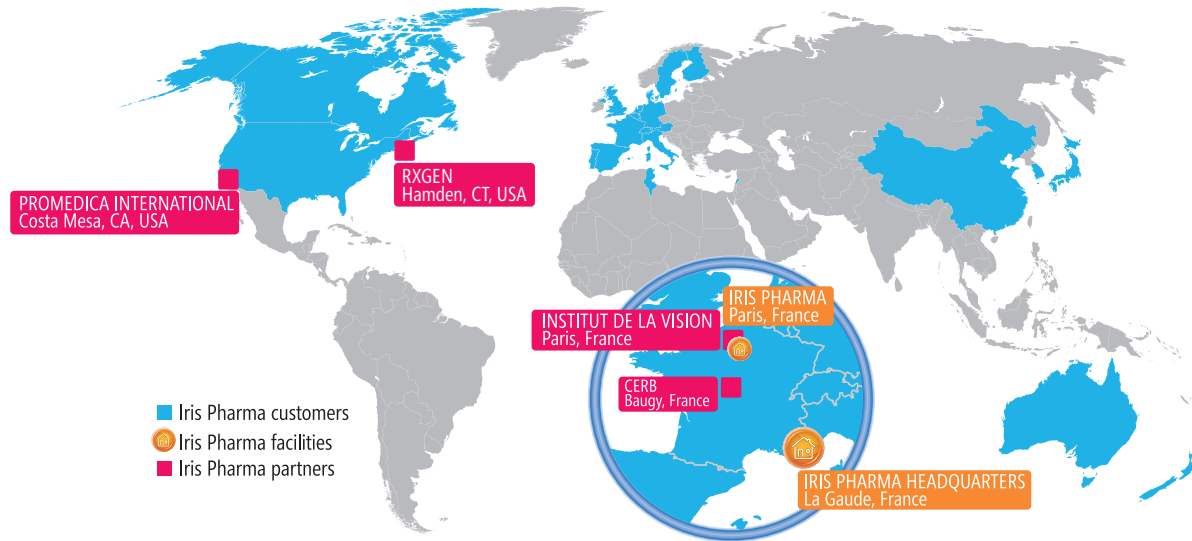 RXGEN
Hamden, CT, USA
PROMEDICA INTERNATIONAL
Costa Mesa, CA, USA
IRIS PHARMA
Paris, France
INSTITUT DE LA VISION
Paris, France
CERB
Baugy, France
Iris Pharma customers
Iris Pharma facilities
Iris Pharma partners
IRIS PHARMA HEADQUARTERS
La Gaude, France